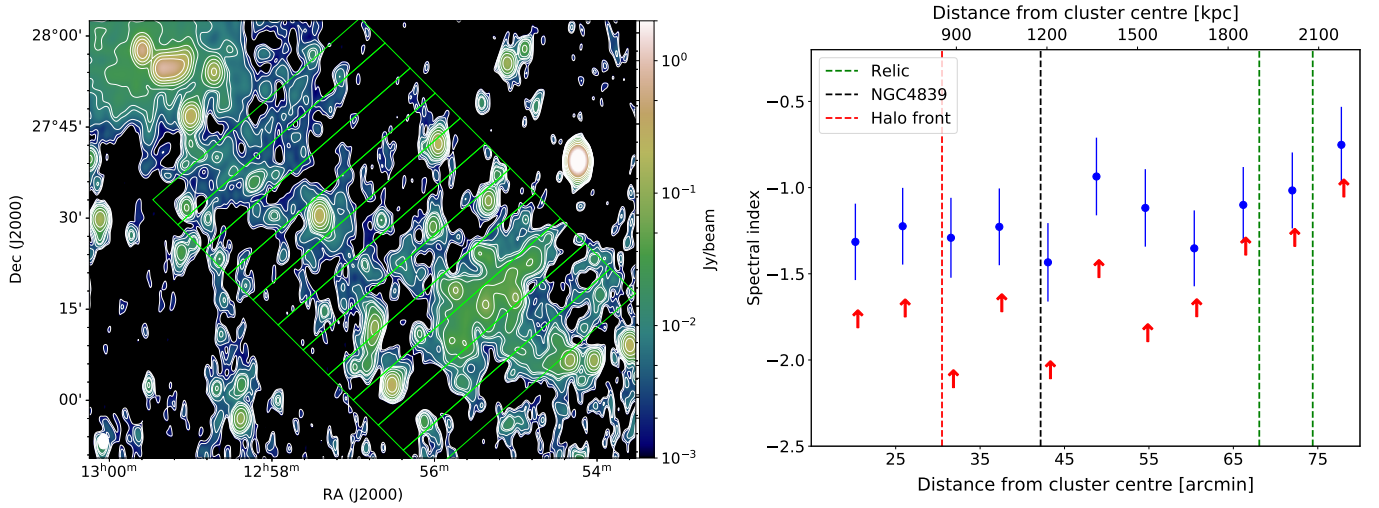 28°00'
27°45'
30'
15'
00'
Dec (J2000)
13ʰ00ᵐ
12ʰ58ᵐ
56ᵐ
54ᵐ
RA (J2000)
10⁰
10⁻¹
10⁻²
10⁻³
Jy/beam
Distance from cluster centre [kpc]
900
1200
1500
1800
2100
Relic
NGC4839
Halo front
−0.5
−1.0
−1.5
−2.0
−2.5
Spectral index
25
35
45
55
65
75
Distance from cluster centre [arcmin]